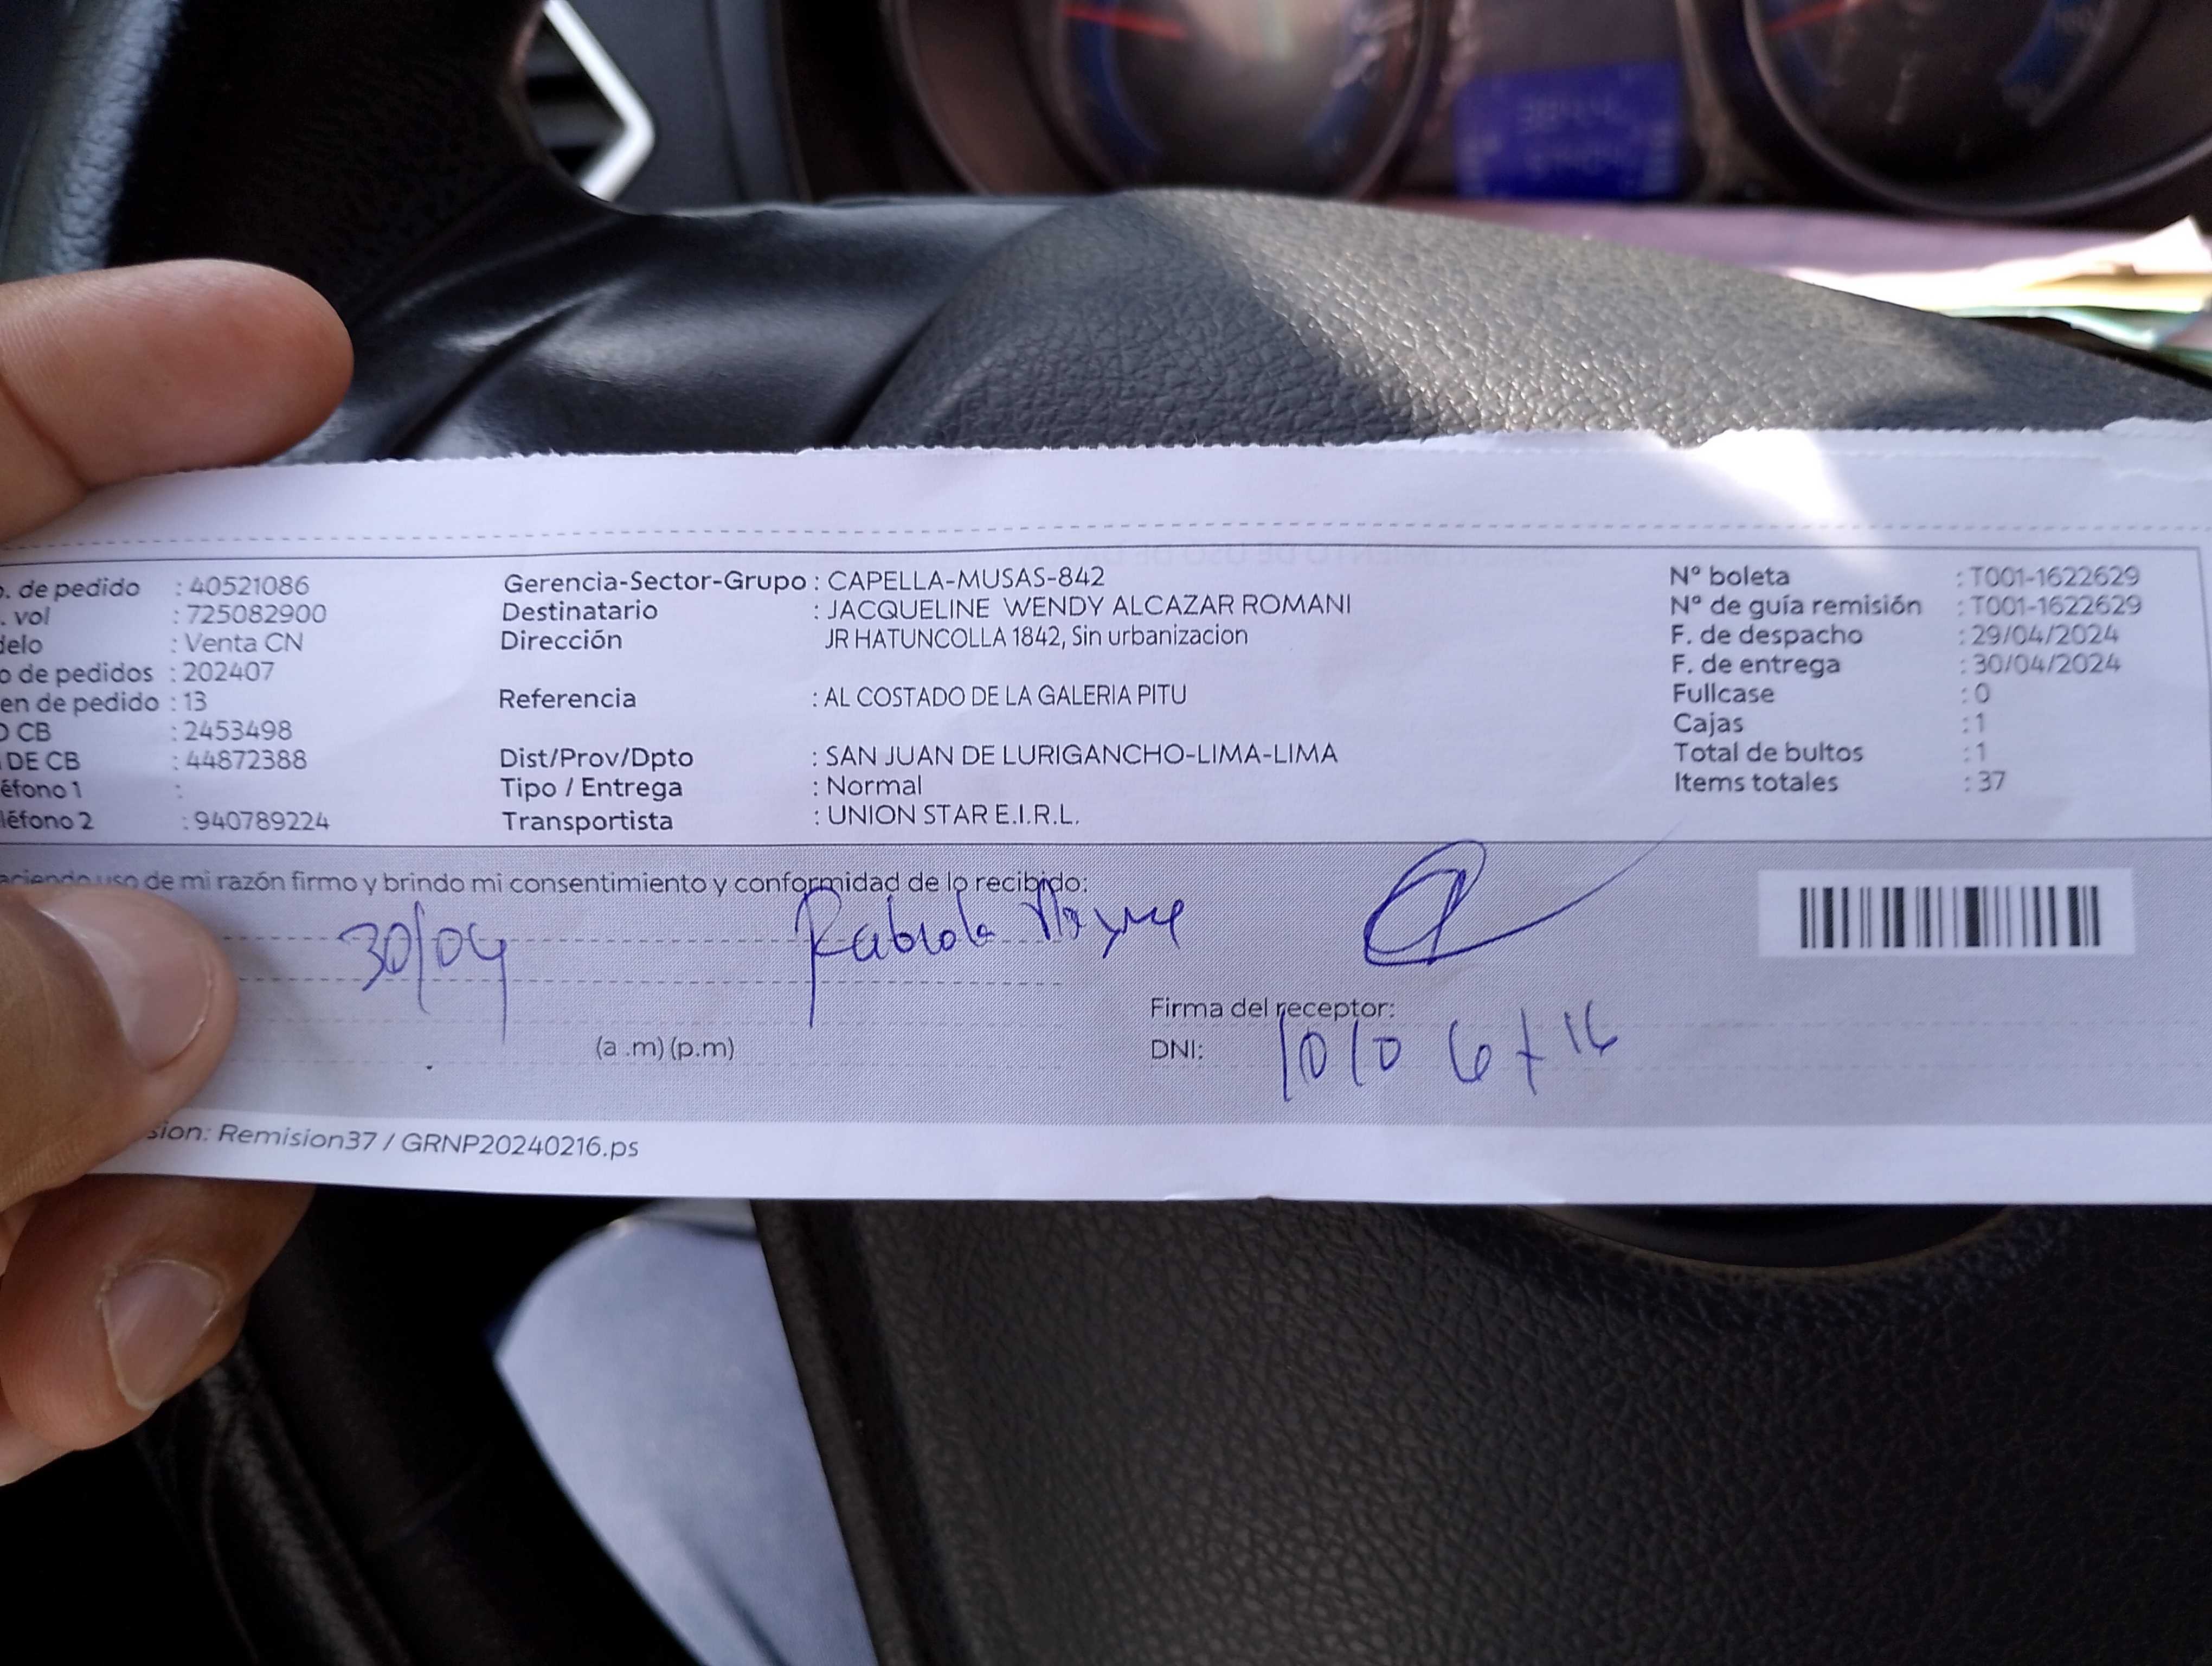 . de pedido : 40521086
. vol : 725082900
delo : Venta CN
o de pedidos : 202407
en de pedido : 13
O CB : 2453498
DE CB : 44872388
éfono 1 :
léfono 2 : 940789224
Gerencia-Sector-Grupo : CAPELLA-MUSAS-842
Destinatario : JACQUELINE WENDY ALCAZAR ROMANI
Dirección JR HATUNCOLLA 1842, Sin urbanizacion
Referencia : AL COSTADO DE LA GALERIA PITU
Dist/Prov/Dpto : SAN JUAN DE LURIGANCHO-LIMA-LIMA
Tipo / Entrega : Normal
Transportista : UNION STAR E.I.R.L.
Nº boleta : T001-1622629
Nº de guía remisión : T001-1622629
F. de despacho : 29/04/2024
F. de entrega : 30/04/2024
Fullcase : 0
Cajas : 1
Total de bultos : 1
Items totales : 37
aciendo uso de mi razón firmo y brindo mi consentimiento y conformidad de lo recibido:
30/04
Firma del receptor:
(a .m) (p.m)
DNI: 1010 6716
sion: Remision37 / GRNP20240216.ps